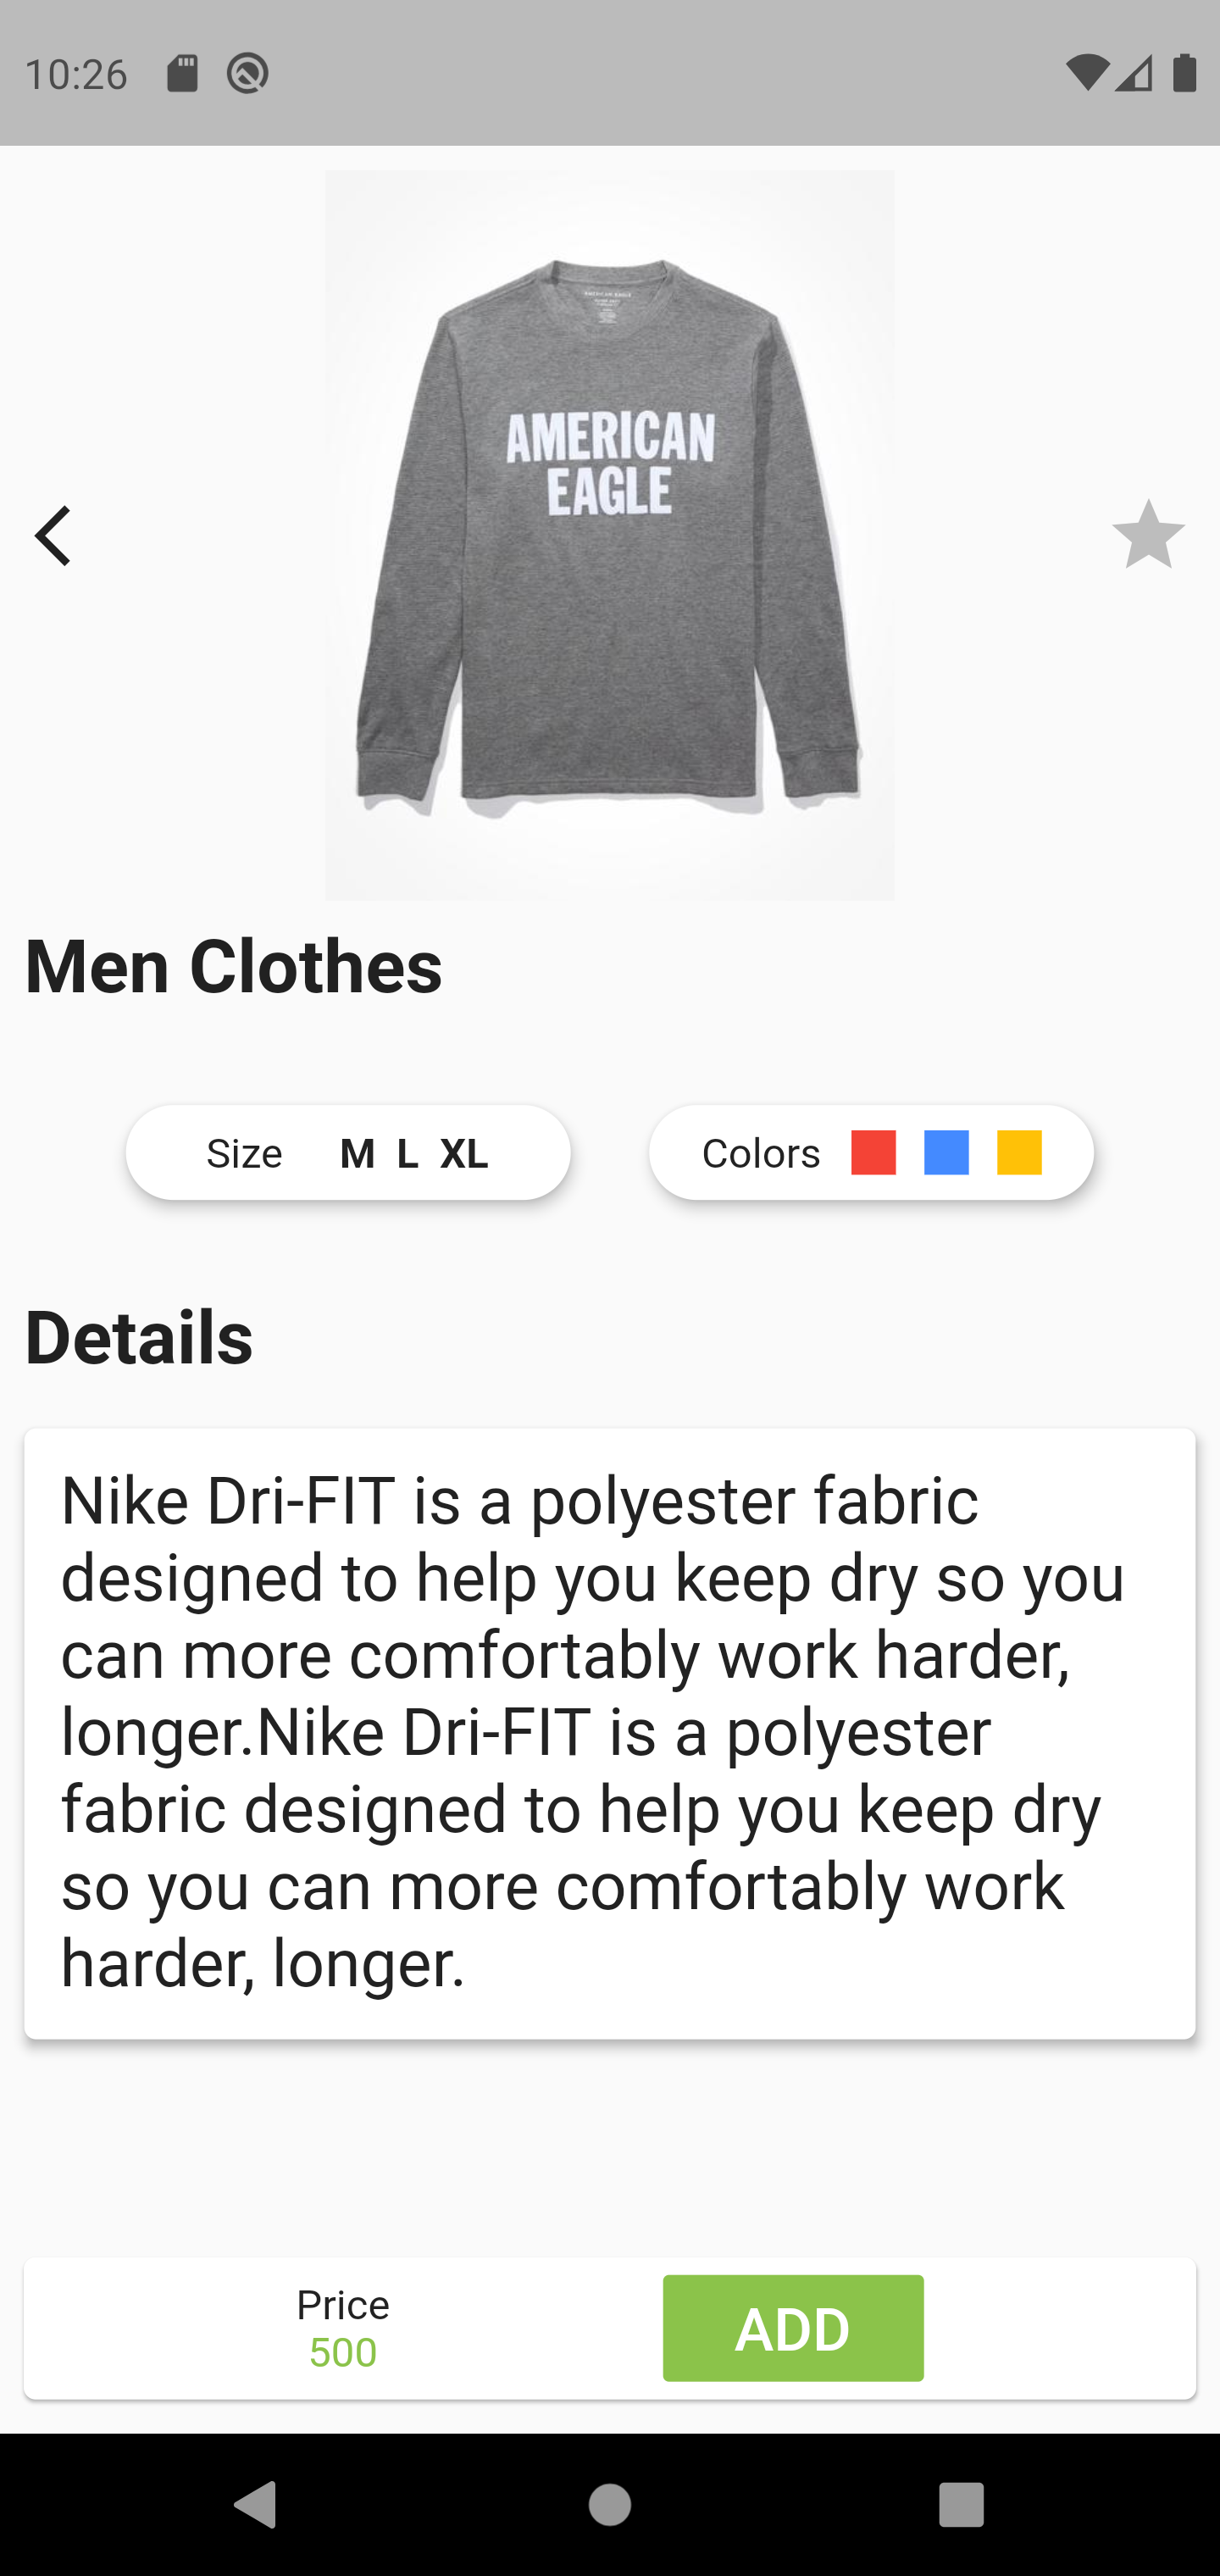 10:26
AMERICAN EAGLE
AMERICAN
EAGLE
Men Clothes
Size M L XL
Colors
Details
Nike Dri-FIT is a polyester fabric
designed to help you keep dry so you
can more comfortably work harder,
longer.Nike Dri-FIT is a polyester
fabric designed to help you keep dry
so you can more comfortably work
harder, longer.
Price
500
ADD